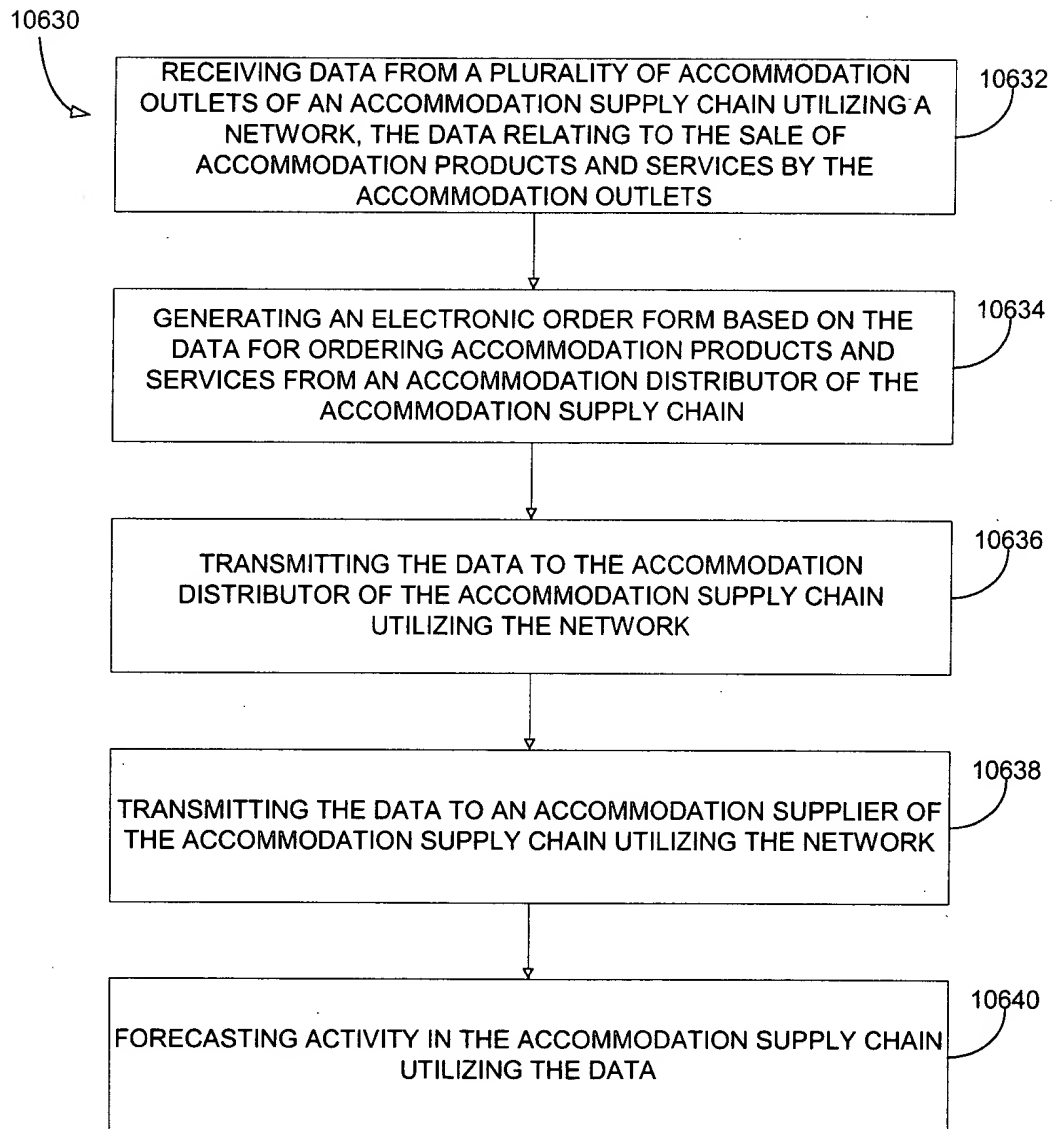 10630
RECEIVING DATA FROM A PLURALITY OF ACCOMMODATION
OUTLETS OF AN ACCOMMODATION SUPPLY CHAIN UTILIZING A
NETWORK, THE DATA RELATING TO THE SALE OF
ACCOMMODATION PRODUCTS AND SERVICES BY THE
ACCOMMODATION OUTLETS
10632
GENERATING AN ELECTRONIC ORDER FORM BASED ON THE
DATA FOR ORDERING ACCOMMODATION PRODUCTS AND
SERVICES FROM AN ACCOMMODATION DISTRIBUTOR OF THE
ACCOMMODATION SUPPLY CHAIN
10634
TRANSMITTING THE DATA TO THE ACCOMMODATION
DISTRIBUTOR OF THE ACCOMMODATION SUPPLY CHAIN
UTILIZING THE NETWORK
10636
TRANSMITTING THE DATA TO AN ACCOMMODATION SUPPLIER OF
THE ACCOMMODATION SUPPLY CHAIN UTILIZING THE NETWORK
10638
FORECASTING ACTIVITY IN THE ACCOMMODATION SUPPLY CHAIN
UTILIZING THE DATA
10640